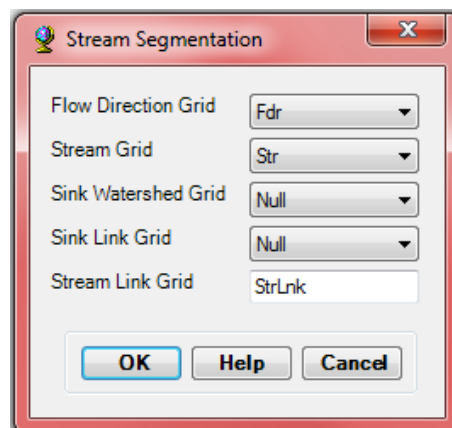 Stream Segmentation
Flow Direction Grid Fdr
Stream Grid Str
Sink Watershed Grid Null
Sink Link Grid Null
Stream Link Grid StrLnk
OK Help Cancel